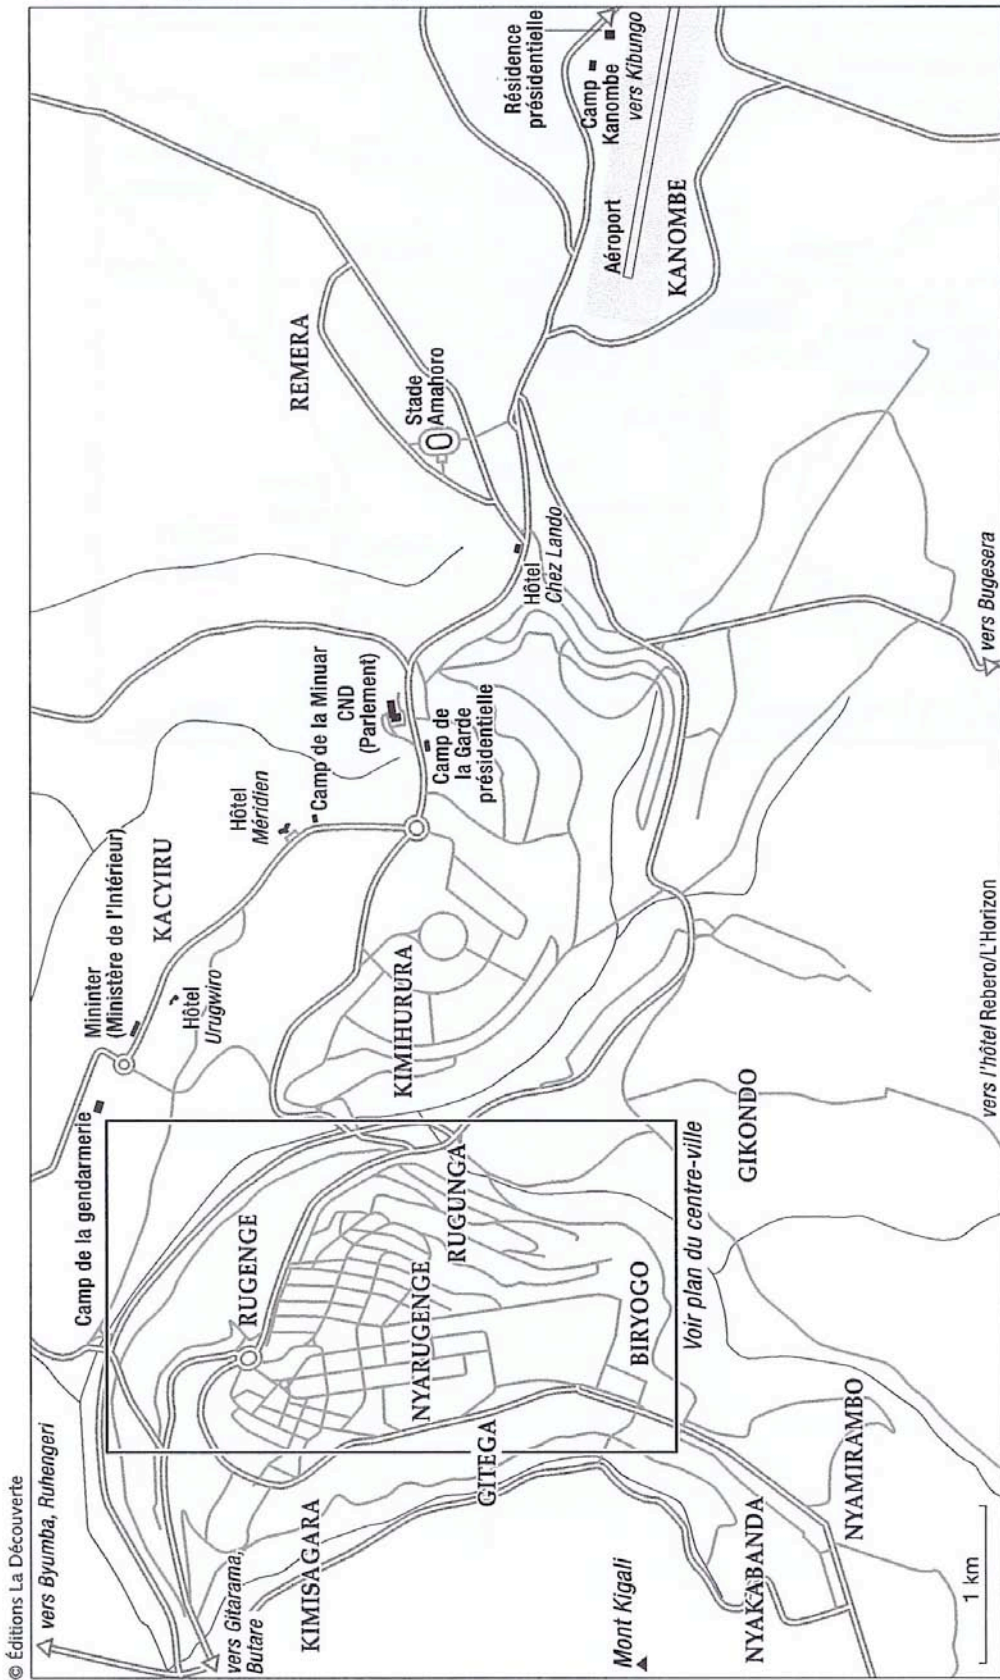 © Éditions La Découverte
vers Byumba, Ruhengeri
Camp de la gendarmerie
Mininter
(Ministère de l'Intérieur)
KACYIRU
Hôtel
Urugwiro
Hôtel
Méridien
Camp de la Minuar
CND
(Parlement)
Camp de
la Garde
présidentielle
REMERA
Stade
Amahoro
Hôtel
Chez Lando
Résidence
présidentielle
Camp
Kanombe
vers Kibungo
Aéroport
KANOMBE
vers Gitarama,
Butare
RUGENGE
KIMIHURURA
KIMISAGARA
NYARUGENGE
RUGUNGA
GITEGA
BIRYOGO
Voir plan du centre-ville
GIKONDO
Mont Kigali
NYAKABANDA
NYAMIRAMBO
1 km
vers l'hôtel Rebero/L'Horizon
vers Bugesera